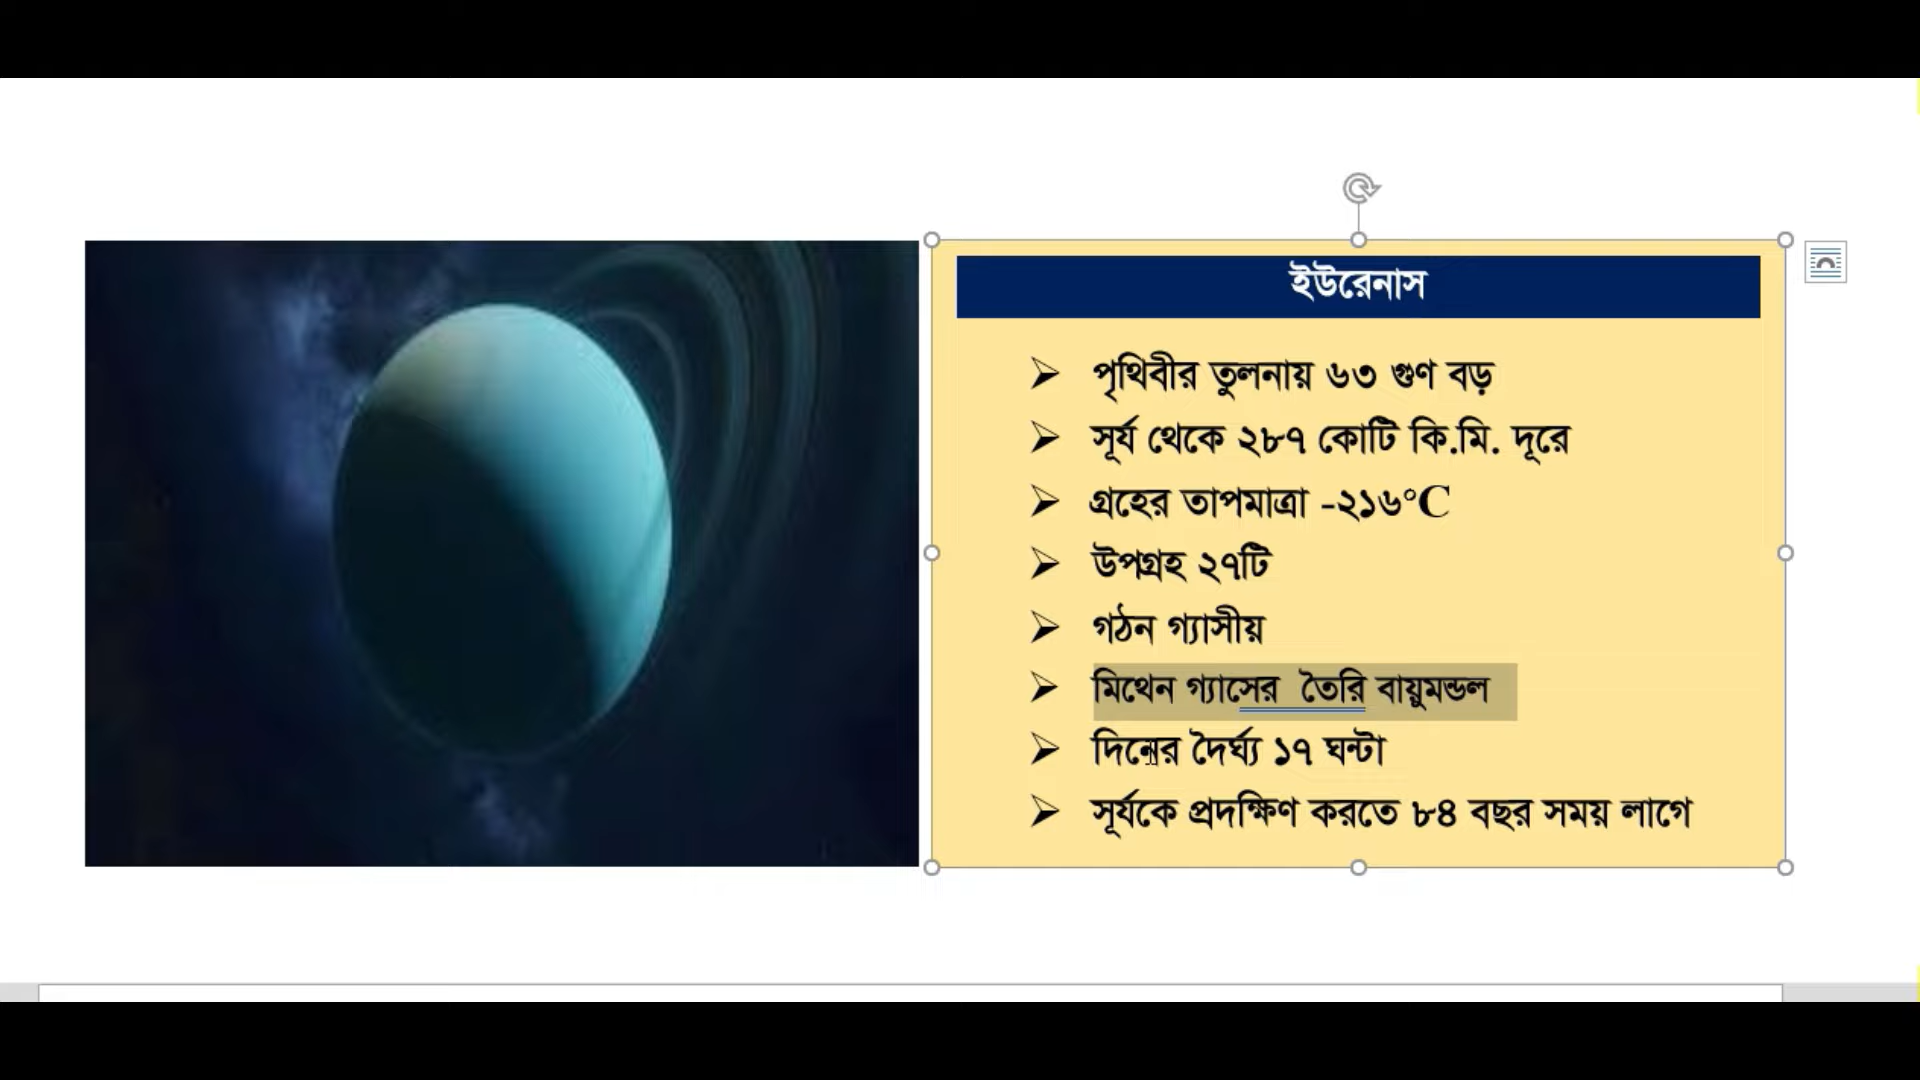 ইউরেনাস
পৃথিবীর তুলনায় ৬৩ গুণ বড়
সূর্য থেকে ২৮৭ কোটি কি.মি. দূরে
গ্রহের তাপমাত্রা -২১৬°C
উপগ্রহ ২৭টি
গঠন গ্যাসীয়
মিথেন গ্যাসের তৈরি বায়ুমন্ডল
দিনের দৈর্ঘ্য ১৭ ঘন্টা
সূর্যকে প্রদক্ষিণ করতে ৮৪ বছর সময় লাগে